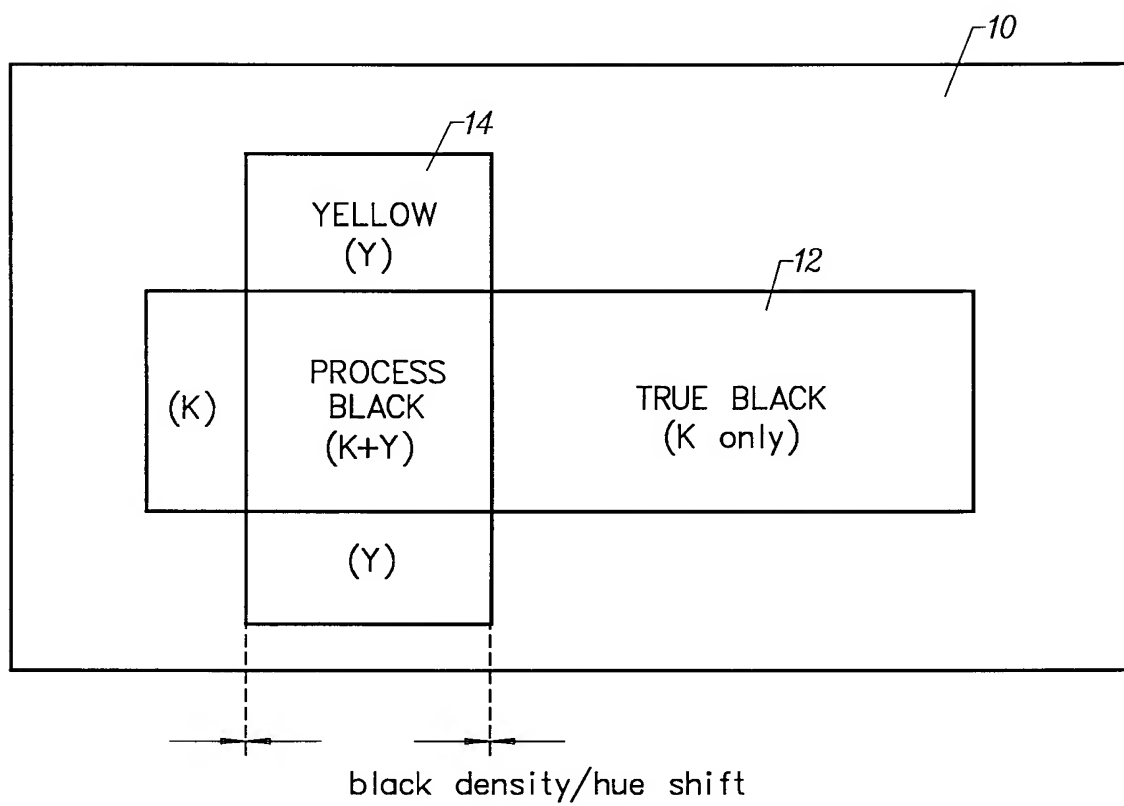 10
14
YELLOW
(Y)
12
(K)
PROCESS
BLACK
(K+Y)
TRUE BLACK
(K only)
(Y)
black density/hue shift